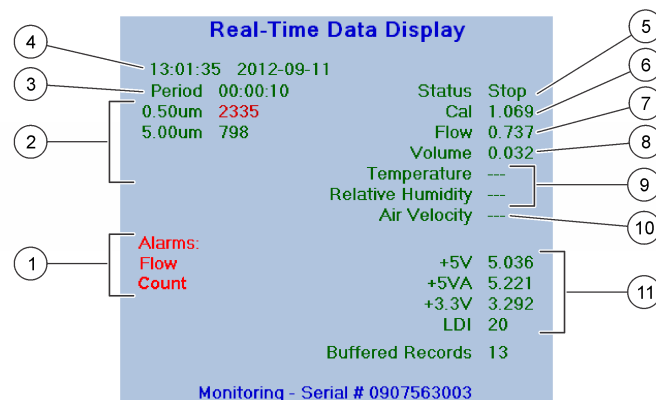 Real-Time Data Display
4 13:01:35 2012-09-11
3 Period 00:00:10
2 0.50um 2335
5.00um 798
Status Stop 5
Cal 1.069 6
Flow 0.737 7
Volume 0.032 8
Temperature ---
Relative Humidity --- 9
Air Velocity --- 10
1 Alarms:
Flow
Count
+5V 5.036
+5VA 5.221
+3.3V 3.292
LDI 20
11
Buffered Records 13
Monitoring - Serial # 0907563003